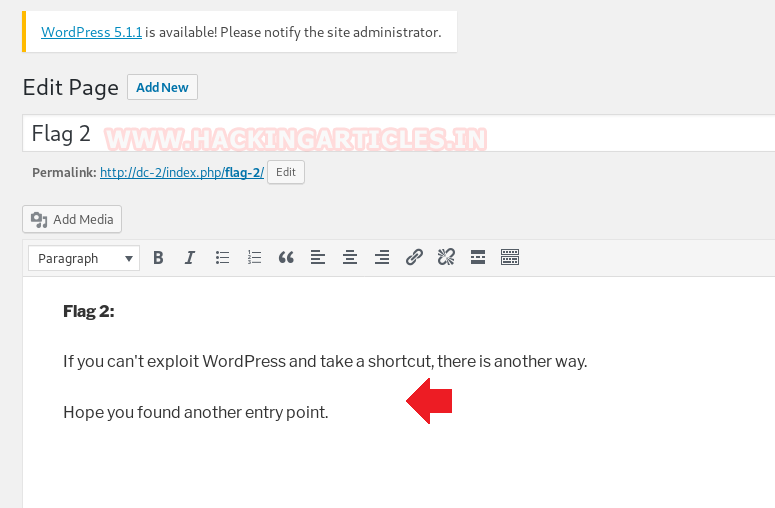 WordPress 5.1.1 is available! Please notify the site administrator.
Edit Page Add New
Flag 2 WWW.HACKINGARTICLES.IN
Permalink: http://dc-2/index.php/flag-2/ Edit
Add Media
Paragraph
Flag 2:
If you can't exploit WordPress and take a shortcut, there is another way.
Hope you found another entry point.